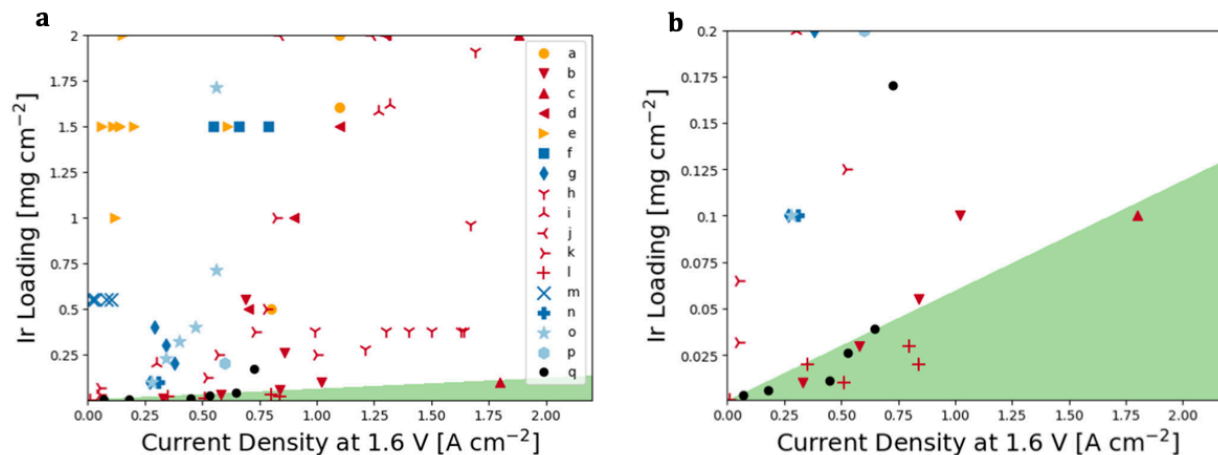 a
2
1.75
1.5
1.25
1
0.75
0.5
0.25
Ir Loading [mg cm⁻²]
0.00 0.25 0.50 0.75 1.00 1.25 1.50 1.75 2.00
Current Density at 1.6 V [A cm⁻²]
a
b
c
d
e
f
g
h
i
j
k
l
m
n
o
p
q
b
0.2
0.175
0.15
0.125
0.1
0.075
0.05
0.025
Ir Loading [mg cm⁻²]
0.00 0.25 0.50 0.75 1.00 1.25 1.50 1.75 2.00
Current Density at 1.6 V [A cm⁻²]